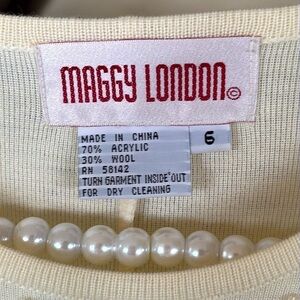 MAGGY LONDON©
MADE IN CHINA
70% ACRYLIC
30% WOOL
RN 58142
TURN GARMENT INSIDE OUT
FOR DRY CLEANING
6